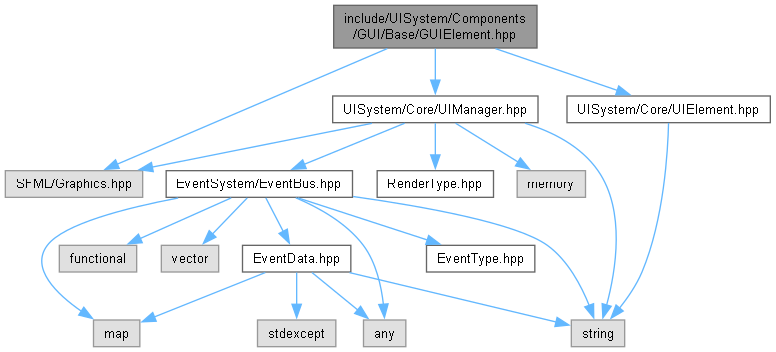 include/UISystem/Components
/GUI/Base/GUIElement.hpp
UISystem/Core/UIManager.hpp
UISystem/Core/UIElement.hpp
SFML/Graphics.hpp
EventSystem/EventBus.hpp
RenderType.hpp
memory
functional
vector
EventData.hpp
EventType.hpp
map
stdexcept
any
string